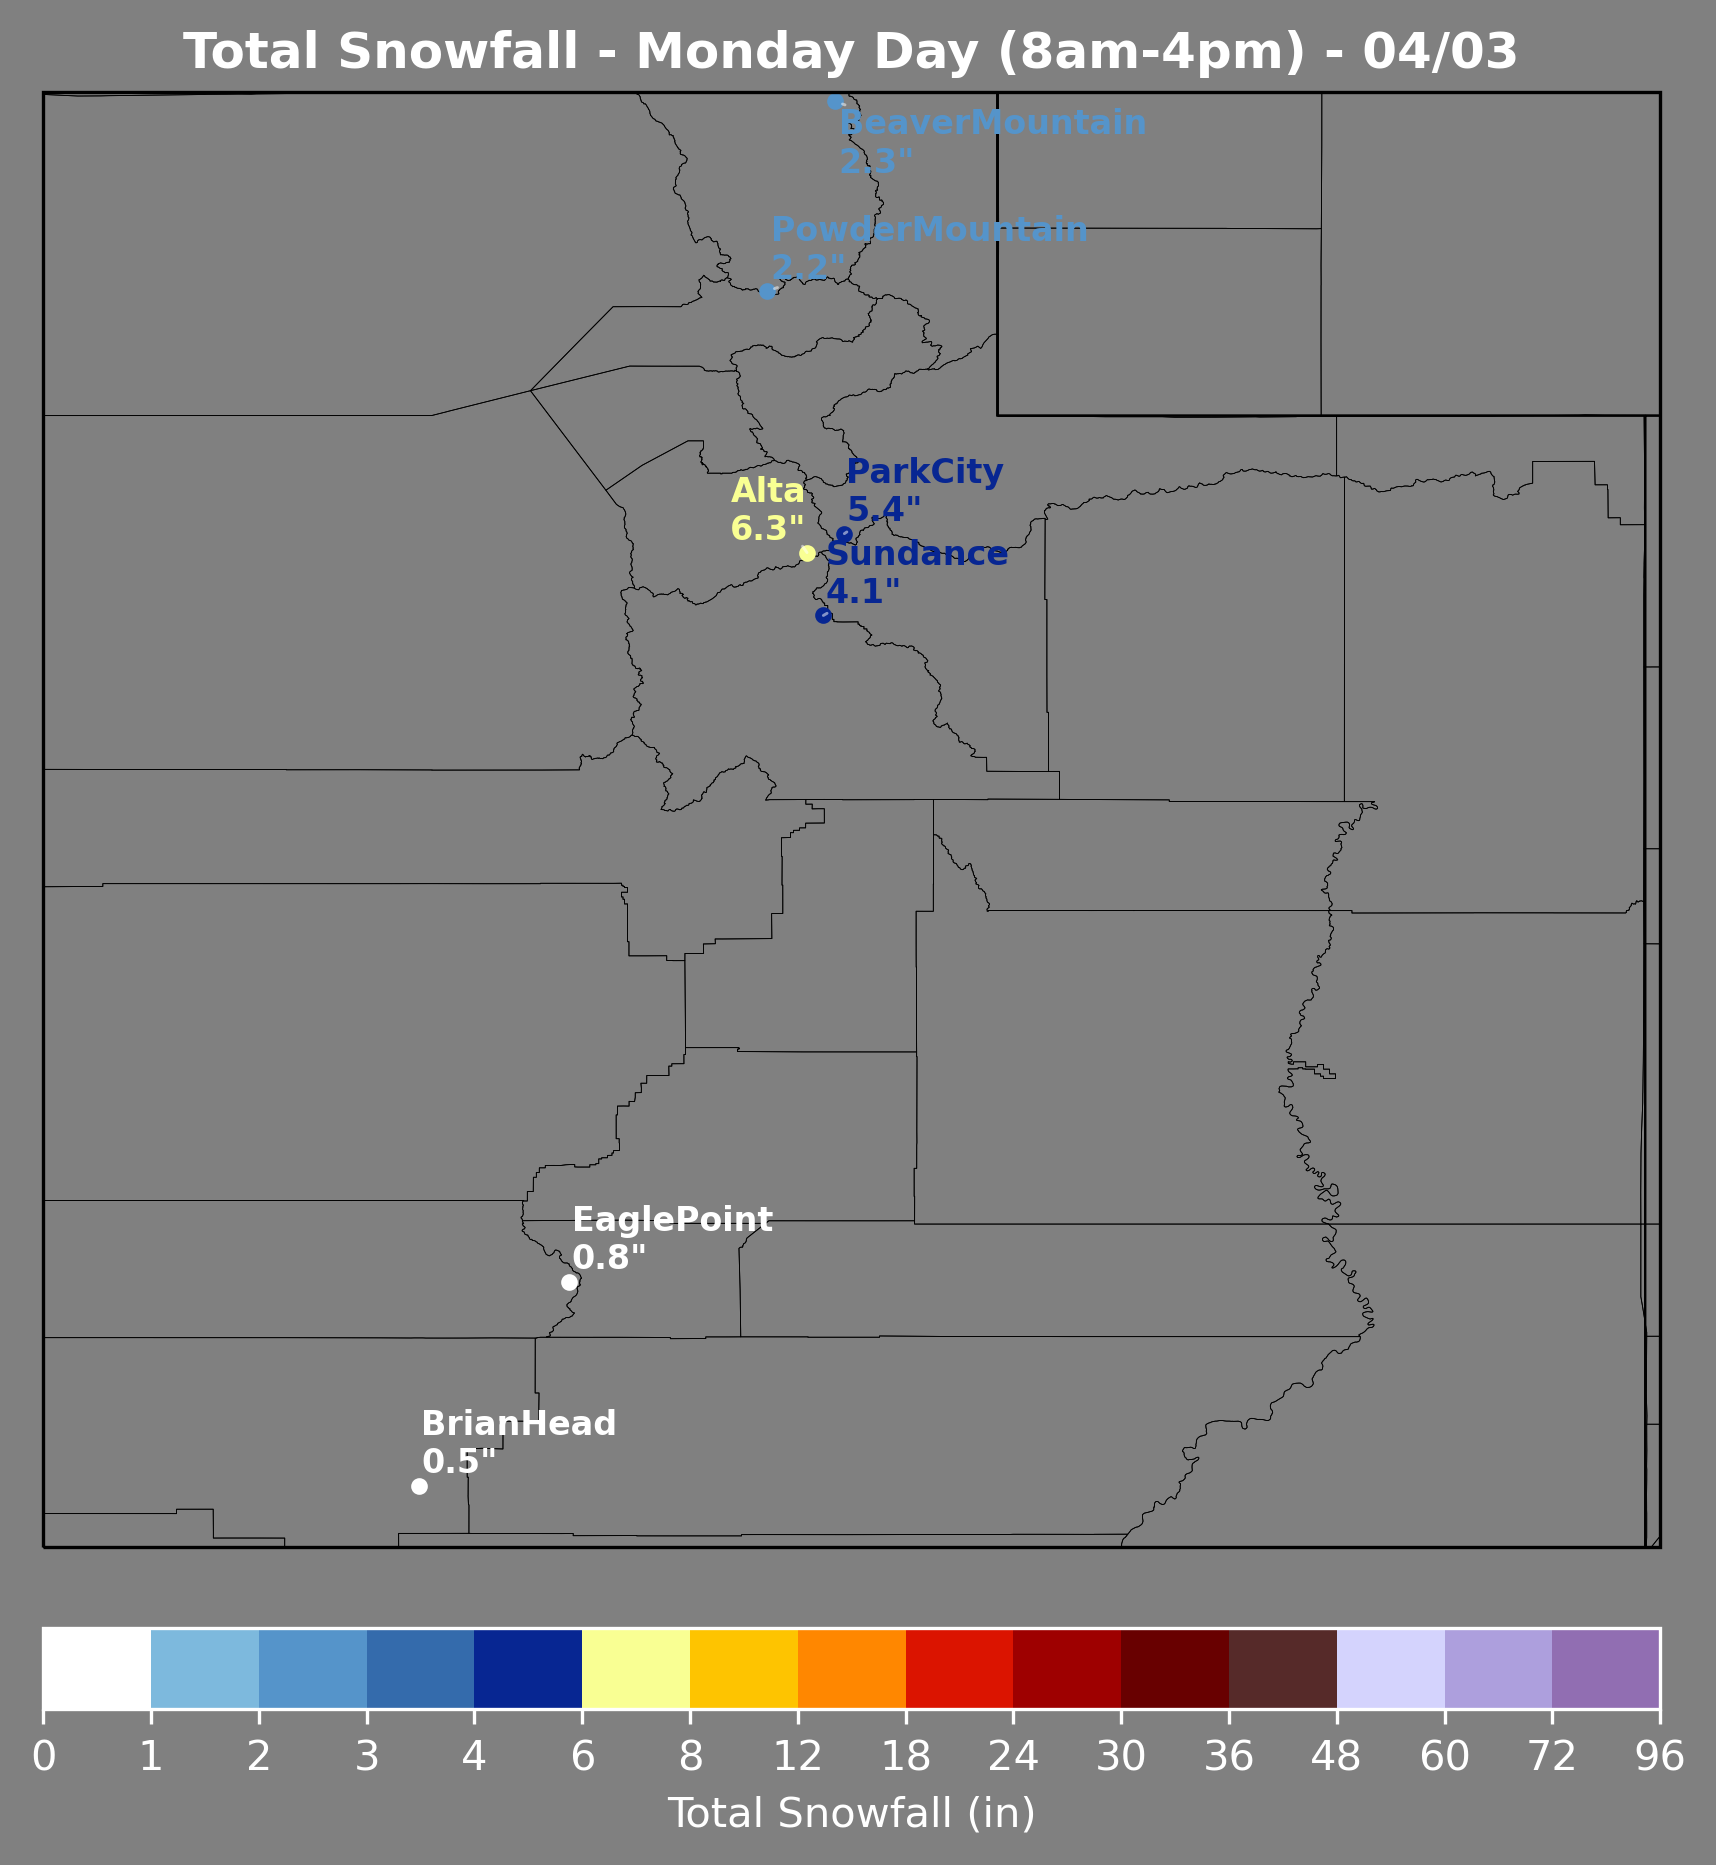 Total Snowfall - Monday Day (8am-4pm) - 04/03
BeaverMountain
2.3"
PowderMountain
2.2"
ParkCity
5.4"
Alta
6.3"
Sundance
4.1"
EaglePoint
0.8"
BrianHead
0.5"
0 1 2 3 4 6 8 12 18 24 30 36 48 60 72 96
Total Snowfall (in)